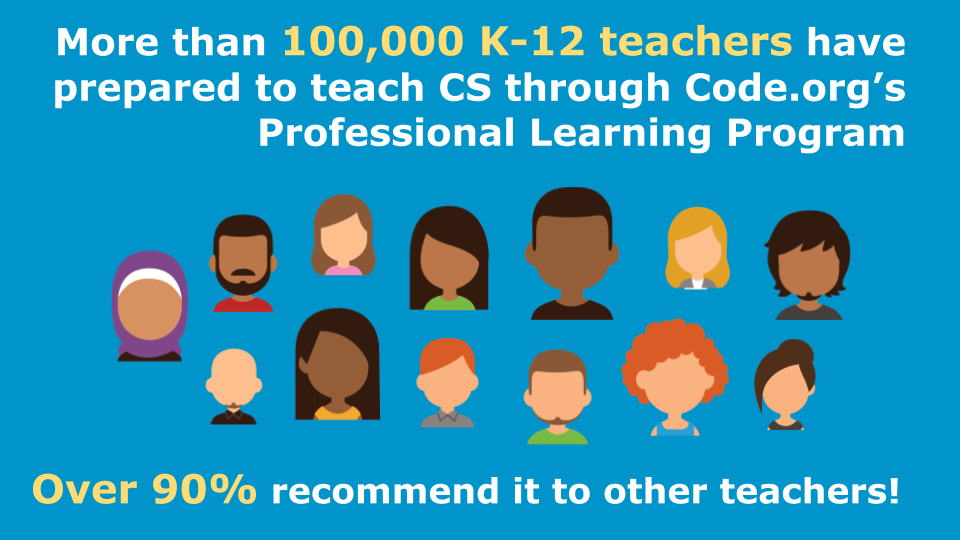 More than 100,000 K-12 teachers have
prepared to teach CS through Code.org’s
Professional Learning Program
Over 90% recommend it to other teachers!